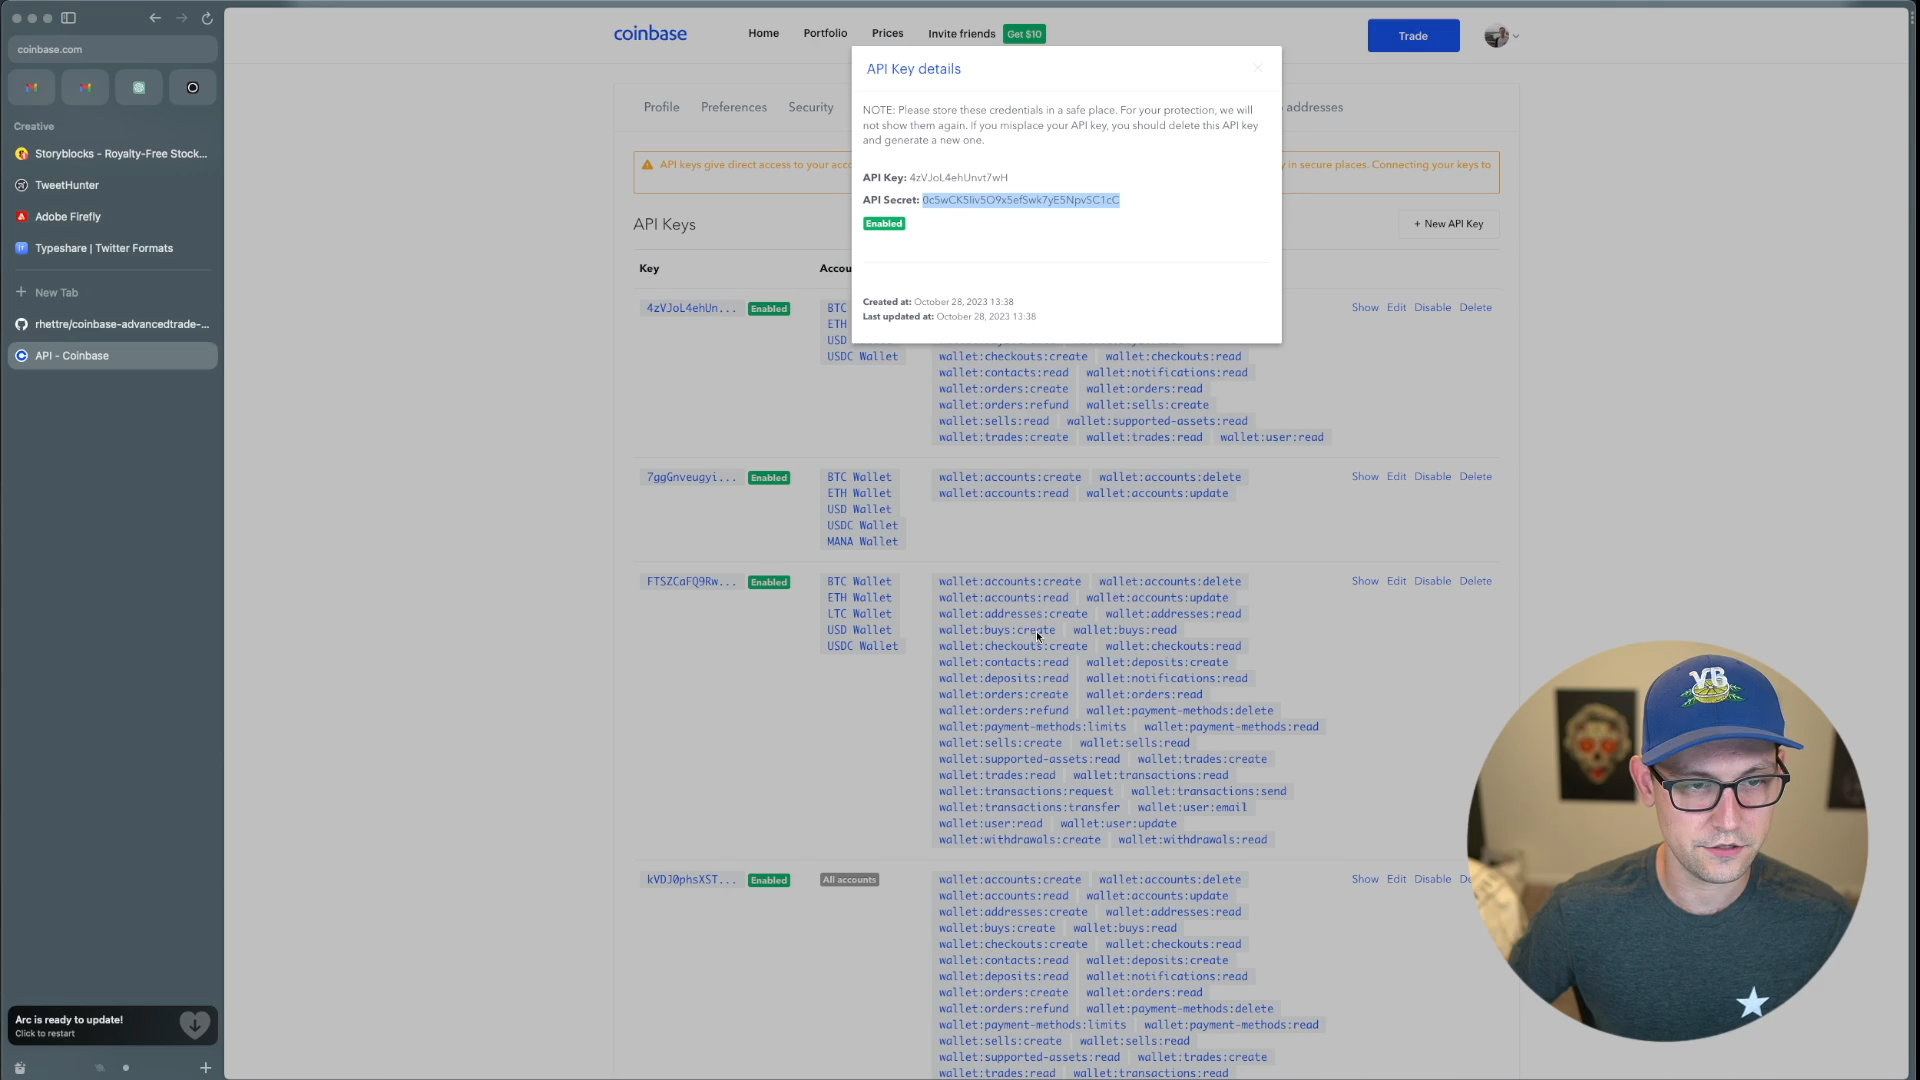 coinbase.com
Creative
Storyblocks - Royalty-Free Stock...
TweetHunter
Adobe Firefly
Typeshare | Twitter Formats
New Tab
rhettre/coinbase-advancedtrade-...
API - Coinbase
Arc is ready to update!
Click to restart
coinbase
Home Portfolio Prices Invite friends Get $10
Trade
Profile Preferences Security addresses
API keys give direct access to your acco in secure places. Connecting your keys to
API Key details
NOTE: Please store these credentials in a safe place. For your protection, we will
not show them again. If you misplace your API key, you should delete this API key
and generate a new one.
API Key: 4zVJoL4ehUnvt7wH
API Secret: [redacted]
Enabled
Created at: October 28, 2023 13:38
Last updated at: October 28, 2023 13:38
API Keys
+ New API Key
Key Accou
4zVJoL4ehUn... Enabled
BTC
ETH
USD
USDC Wallet
wallet:checkouts:create wallet:checkouts:read
wallet:contacts:read wallet:notifications:read
wallet:orders:create wallet:orders:read
wallet:orders:refund wallet:sells:create
wallet:sells:read wallet:supported-assets:read
wallet:trades:create wallet:trades:read wallet:user:read
Show Edit Disable Delete
7ggGnveugyi... Enabled
BTC Wallet
ETH Wallet
USD Wallet
USDC Wallet
MANA Wallet
wallet:accounts:create wallet:accounts:delete
wallet:accounts:read wallet:accounts:update
Show Edit Disable Delete
FTSZCaFQ9Rw... Enabled
BTC Wallet
ETH Wallet
LTC Wallet
USD Wallet
USDC Wallet
wallet:accounts:create wallet:accounts:delete
wallet:accounts:read wallet:accounts:update
wallet:addresses:create wallet:addresses:read
wallet:buys:create wallet:buys:read
wallet:checkouts:create wallet:checkouts:read
wallet:contacts:read wallet:deposits:create
wallet:deposits:read wallet:notifications:read
wallet:orders:create wallet:orders:read
wallet:orders:refund wallet:payment-methods:delete
wallet:payment-methods:limits wallet:payment-methods:read
wallet:sells:create wallet:sells:read
wallet:supported-assets:read wallet:trades:create
wallet:trades:read wallet:transactions:read
wallet:transactions:request wallet:transactions:send
wallet:transactions:transfer wallet:user:email
wallet:user:read wallet:user:update
wallet:withdrawals:create wallet:withdrawals:read
Show Edit Disable Delete
kVDJ0phsXST... Enabled
All accounts
wallet:accounts:create wallet:accounts:delete
wallet:accounts:read wallet:accounts:update
wallet:addresses:create wallet:addresses:read
wallet:buys:create wallet:buys:read
wallet:checkouts:create wallet:checkouts:read
wallet:contacts:read wallet:deposits:create
wallet:deposits:read wallet:notifications:read
wallet:orders:create wallet:orders:read
wallet:orders:refund wallet:payment-methods:delete
wallet:payment-methods:limits wallet:payment-methods:read
wallet:sells:create wallet:sells:read
wallet:supported-assets:read wallet:trades:create
wallet:trades:read wallet:transactions:read
Show Edit Disable De
VB